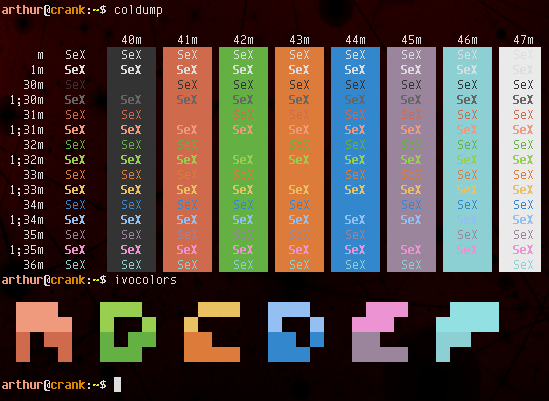 arthur@crank:~$ coldump
40m 41m 42m 43m 44m 45m 46m 47m
m SeX SeX SeX SeX SeX SeX SeX SeX SeX
1m SeX SeX SeX SeX SeX SeX SeX SeX SeX
30m SeX SeX SeX SeX SeX SeX SeX SeX
1;30m SeX SeX SeX SeX SeX SeX SeX SeX SeX
31m SeX SeX SeX SeX SeX SeX SeX SeX
1;31m SeX SeX SeX SeX SeX SeX SeX SeX SeX
32m SeX SeX SeX SeX SeX SeX SeX SeX
1;32m SeX SeX SeX SeX SeX SeX SeX SeX SeX
33m SeX SeX SeX SeX SeX SeX SeX SeX
1;33m SeX SeX SeX SeX SeX SeX SeX SeX SeX
34m SeX SeX SeX SeX SeX SeX SeX SeX
1;34m SeX SeX SeX SeX SeX SeX SeX SeX SeX
35m SeX SeX SeX SeX SeX SeX SeX SeX
1;35m SeX SeX SeX SeX SeX SeX SeX SeX SeX
36m SeX SeX SeX SeX SeX SeX SeX SeX
arthur@crank:~$ ivocolors
arthur@crank:~$